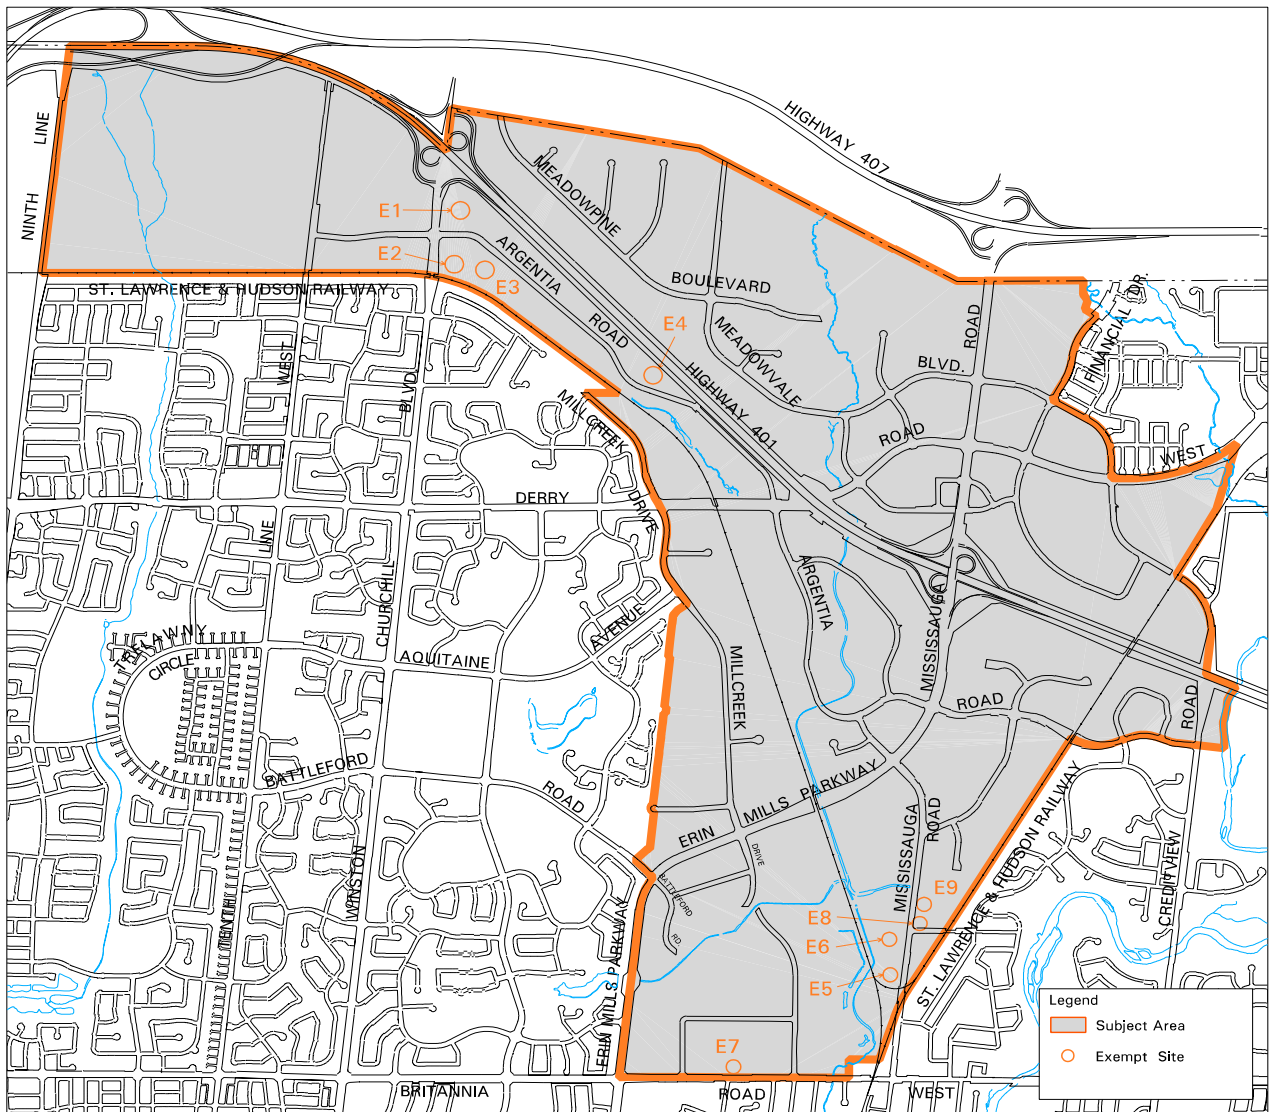 HIGHWAY 407
NINTH LINE
MEADOWPINE
BOULEVARD
E1
E2
E3
ARGENTIA
ROAD
ST. LAWRENCE & HUDSON RAILWAY
E4
HIGHWAY 401
MEADOWVALE
BLVD.
ROAD
ROAD
FINANCIAL DR.
WEST
WEST
BLVD.
MILLCREEK
DRIVE
DERRY
LINE
CHURCHILL
ARGENTIA
MISSISSAUGA
TRELAWNY
CIRCLE
AQUITAINE
AVENUE
MILLCREEK
ROAD
ROAD
BATTLEFORD
ROAD
ERIN MILLS PARKWAY
DRIVE
BATTLEFORD
RD.
MISSISSAUGA
ROAD
ST. LAWRENCE & HUDSON RAILWAY
CREDITVIEW
WINSTON
TENTH
ERIN MILLS PARKWAY
E9
E8
E6
E5
E7
BRITANNIA
ROAD
WEST
Legend
Subject Area
Exempt Site